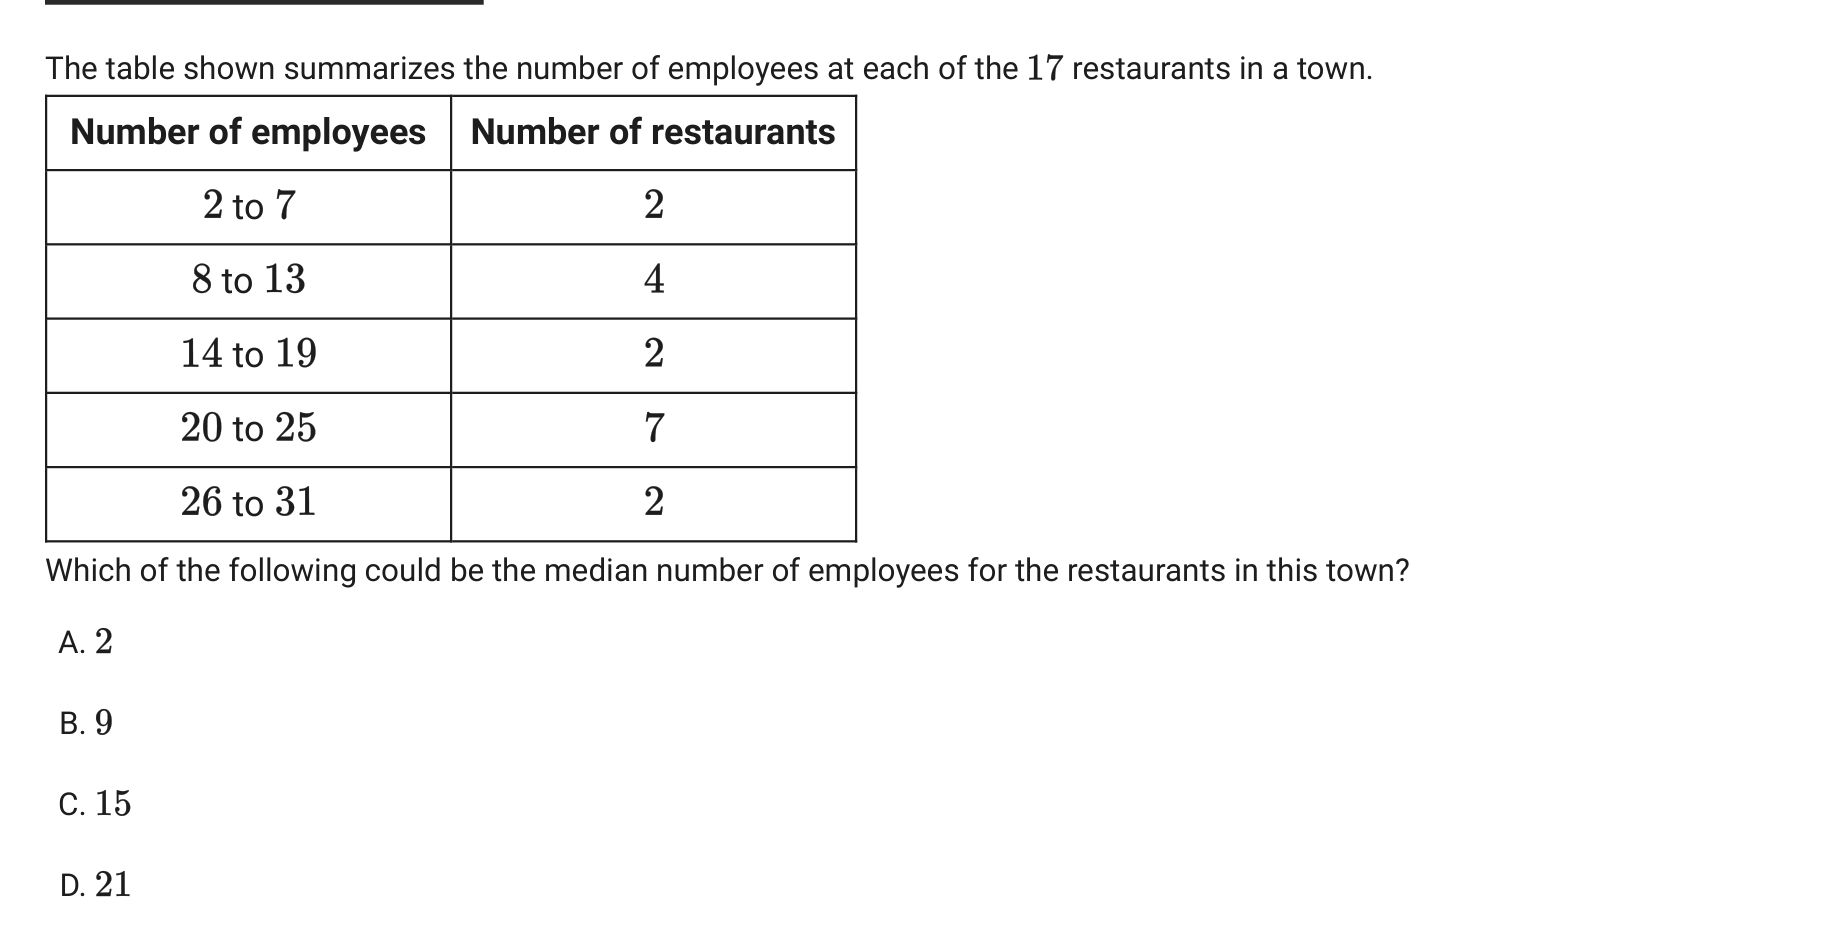 The table shown summarizes the number of employees at each of the 17 restaurants in a town.
Number of employees Number of restaurants
2 to 7 2
8 to 13 4
14 to 19 2
20 to 25 7
26 to 31 2
Which of the following could be the median number of employees for the restaurants in this town?
A. 2
B. 9
C. 15
D. 21